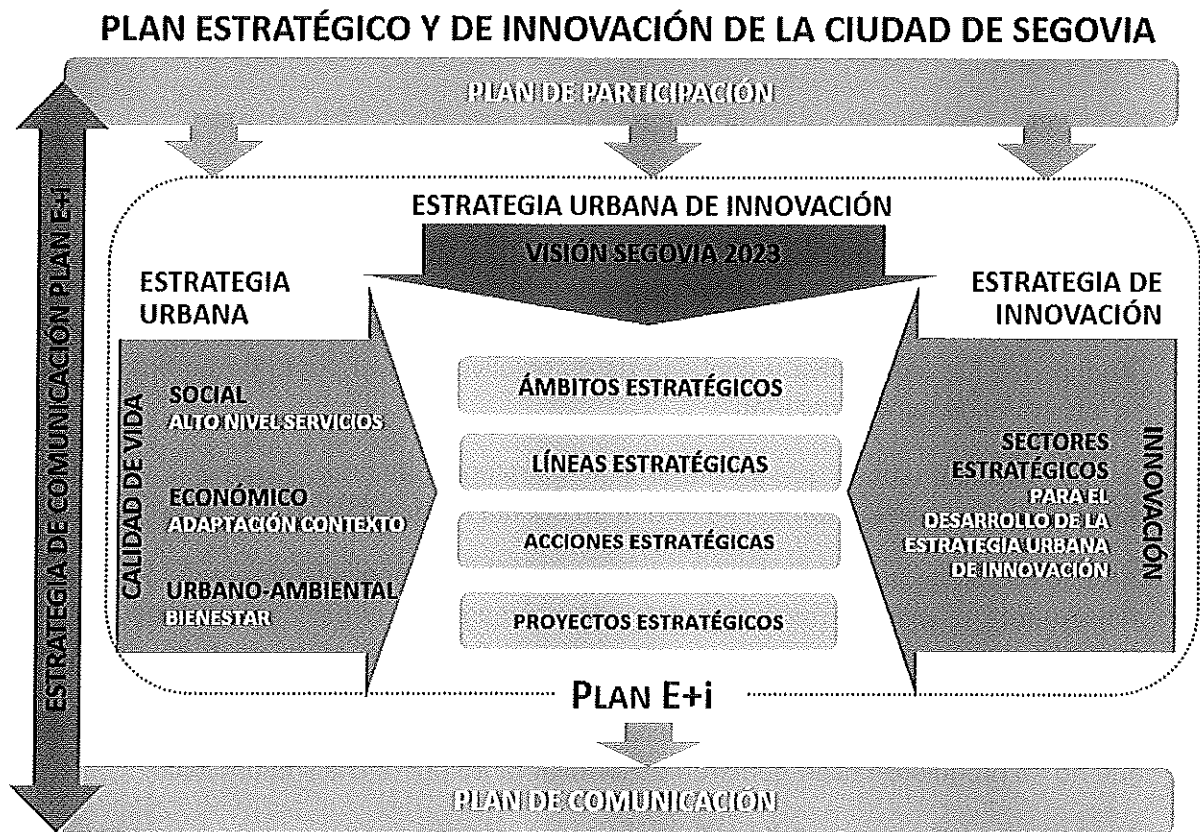 PLAN ESTRATÉGICO Y DE INNOVACIÓN DE LA CIUDAD DE SEGOVIA
PLAN DE PARTICIPACIÓN
ESTRATEGIA DE COMUNICACIÓN PLAN E+i
ESTRATEGIA URBANA DE INNOVACIÓN
VISIÓN SEGOVIA 2023
ESTRATEGIA
URBANA
CALIDAD DE VIDA
SOCIAL
ALTO NIVEL SERVICIOS
ECONÓMICO
ADAPTACIÓN CONTEXTO
URBANO-AMBIENTAL
BIENESTAR
ÁMBITOS ESTRATÉGICOS
LÍNEAS ESTRATÉGICAS
ACCIONES ESTRATÉGICAS
PROYECTOS ESTRATÉGICOS
ESTRATEGIA DE
INNOVACIÓN
SECTORES
ESTRATÉGICOS
PARA EL
DESARROLLO DE LA
ESTRATEGIA URBANA
DE INNOVACIÓN
INNOVACIÓN
PLAN E+i
PLAN DE COMUNICACIÓN